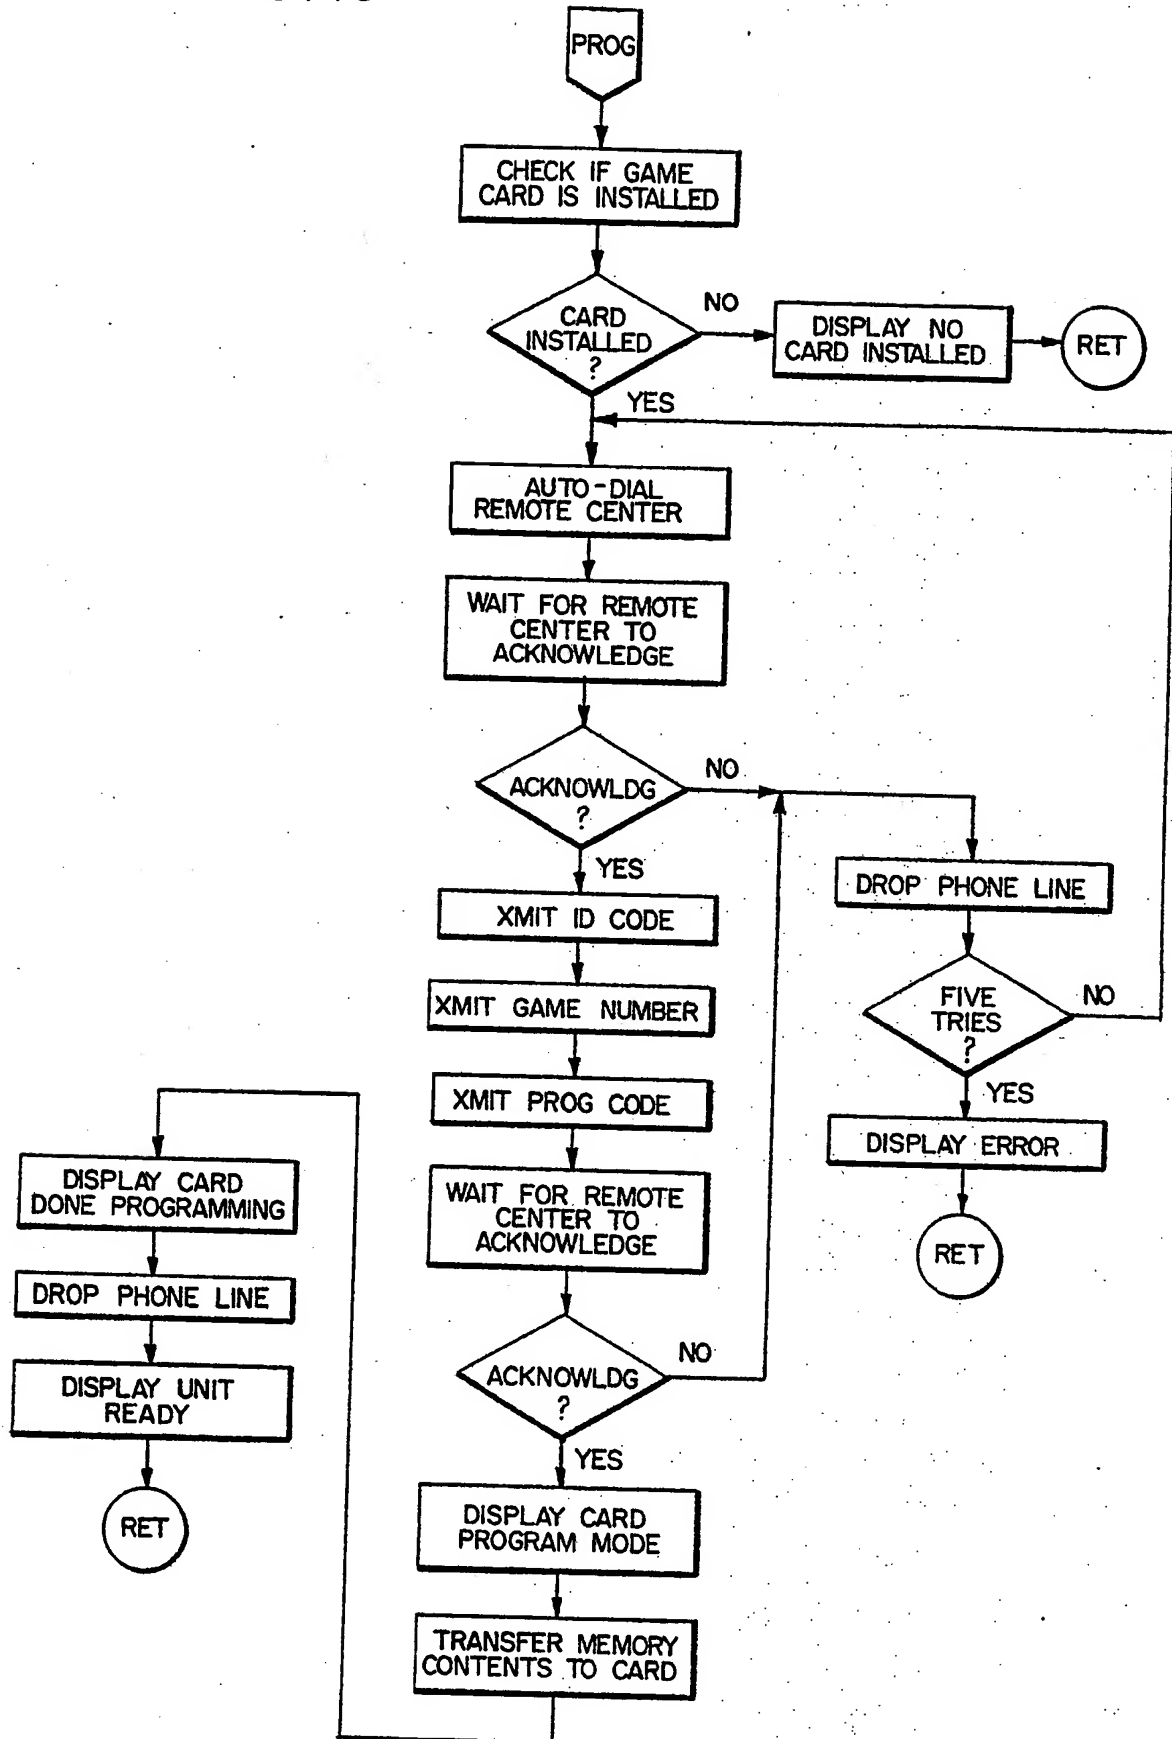 PROG
CHECK IF GAME
CARD IS INSTALLED
CARD
INSTALLED
?
NO
DISPLAY NO
CARD INSTALLED
RET
YES
AUTO-DIAL
REMOTE CENTER
WAIT FOR REMOTE
CENTER TO
ACKNOWLEDGE
ACKNOWLDG
?
NO
YES
DROP PHONE LINE
XMIT ID CODE
XMIT GAME NUMBER
FIVE
TRIES
?
NO
YES
XMIT PROG CODE
DISPLAY ERROR
RET
WAIT FOR REMOTE
CENTER TO
ACKNOWLEDGE
ACKNOWLDG
?
NO
YES
DISPLAY CARD
PROGRAM MODE
TRANSFER MEMORY
CONTENTS TO CARD
DISPLAY CARD
DONE PROGRAMMING
DROP PHONE LINE
DISPLAY UNIT
READY
RET